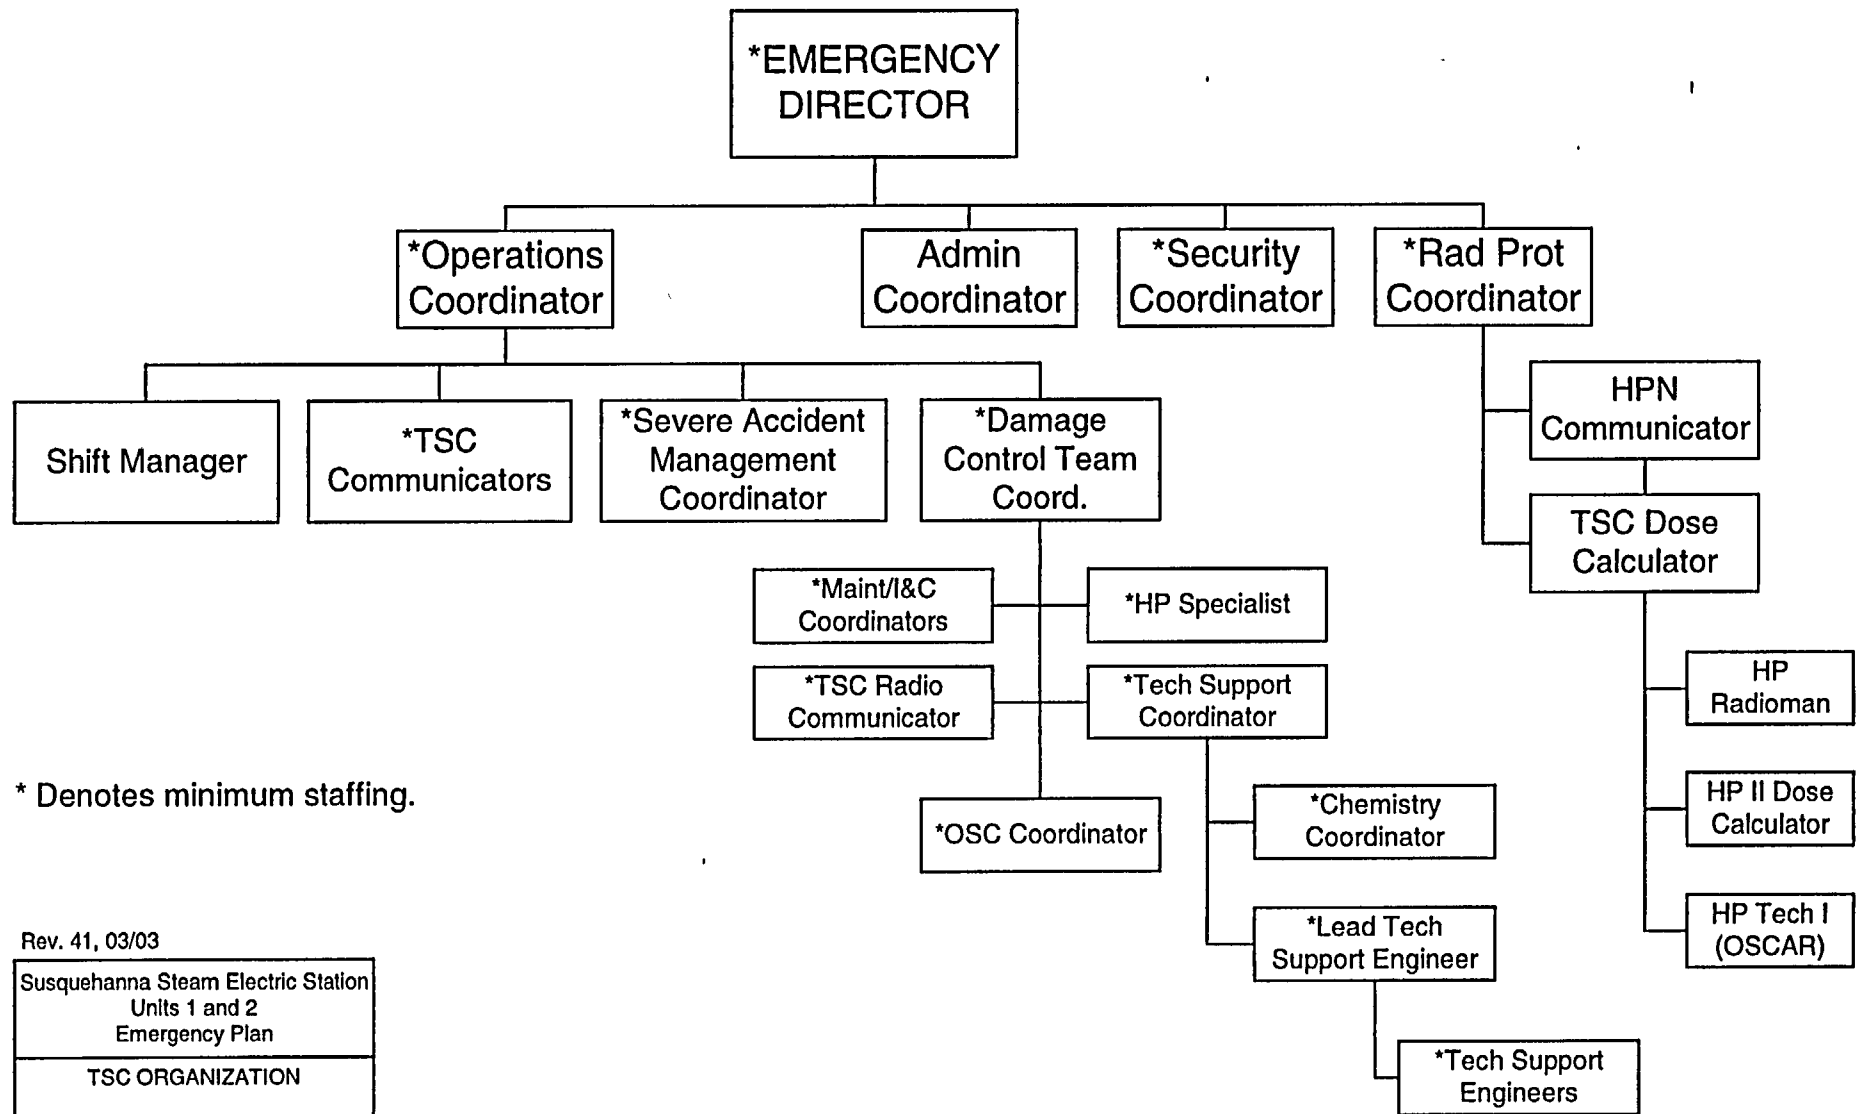 *EMERGENCY
DIRECTOR
*Operations
Coordinator
Admin
Coordinator
*Security
Coordinator
*Rad Prot
Coordinator
Shift Manager
*TSC
Communicators
*Severe Accident
Management
Coordinator
*Damage
Control Team
Coord.
HPN
Communicator
TSC Dose
Calculator
*Maint/I&C
Coordinators
*HP Specialist
*TSC Radio
Communicator
*Tech Support
Coordinator
HP
Radioman
* Denotes minimum staffing.
*OSC Coordinator
*Chemistry
Coordinator
HP II Dose
Calculator
*Lead Tech
Support Engineer
HP Tech I
(OSCAR)
*Tech Support
Engineers
Rev. 41, 03/03
Susquehanna Steam Electric Station
Units 1 and 2
Emergency Plan
TSC ORGANIZATION